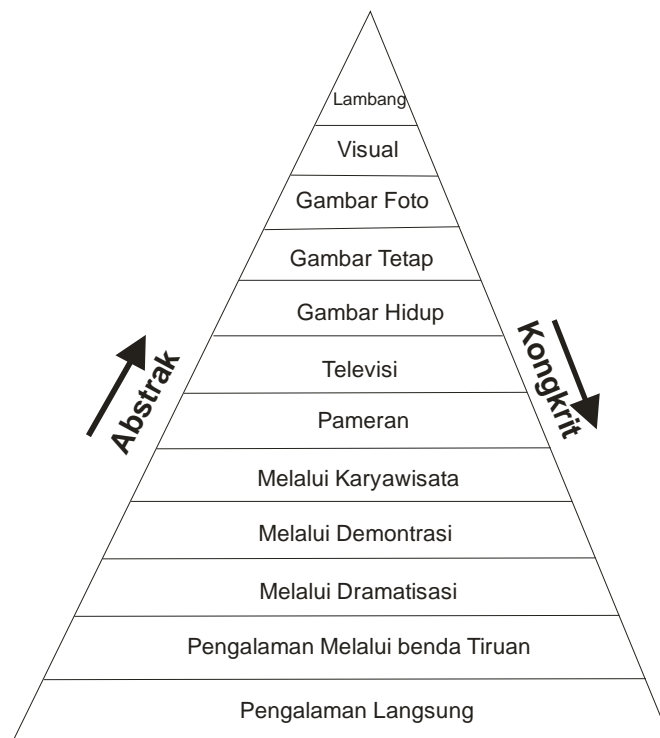 Lambang
Visual
Gambar Foto
Gambar Tetap
Gambar Hidup
Televisi
Pameran
Melalui Karyawisata
Melalui Demontrasi
Melalui Dramatisasi
Pengalaman Melalui benda Tiruan
Pengalaman Langsung
Abstrak
Kongkrit